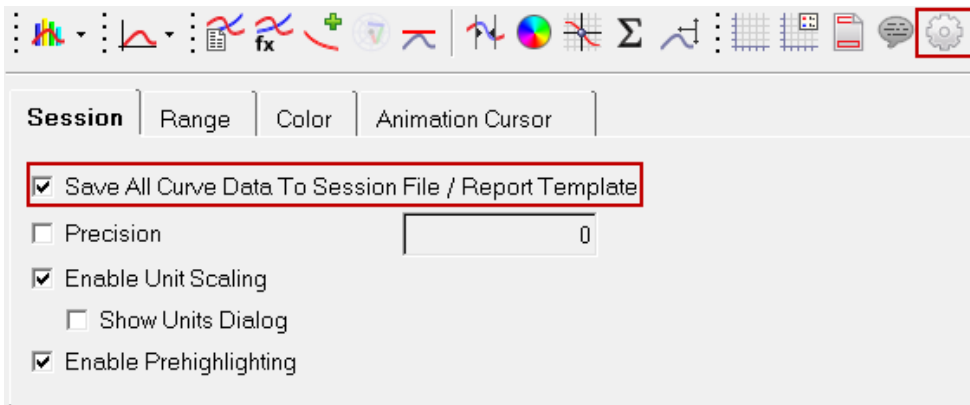 fx
Σ
Session Range Color Animation Cursor
Save All Curve Data To Session File / Report Template
Precision 0
Enable Unit Scaling
Show Units Dialog
Enable Prehighlighting